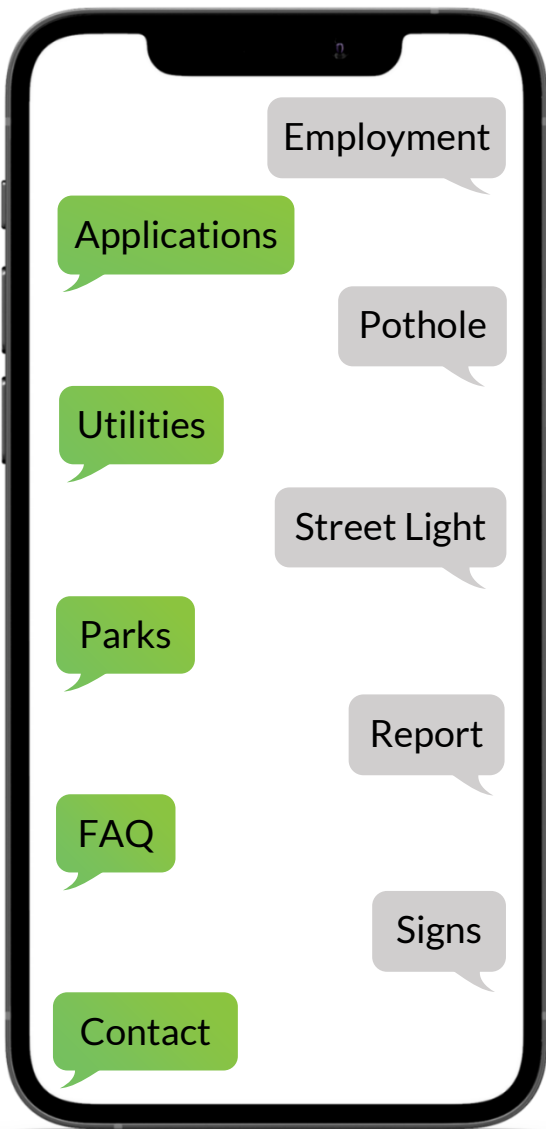 Employment
Applications
Pothole
Utilities
Street Light
Parks
Report
FAQ
Signs
Contact